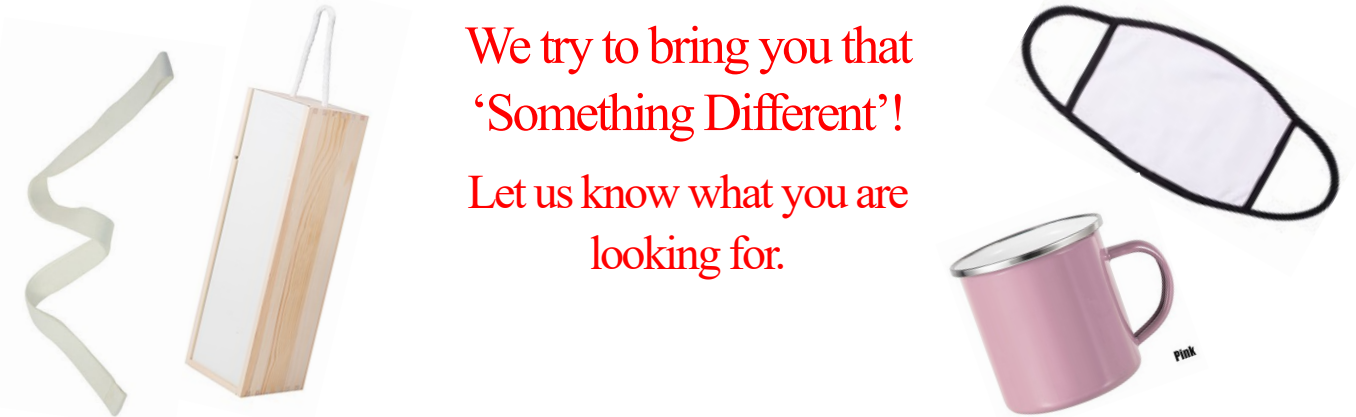 We try to bring you that
‘Something Different’!
Let us know what you are
looking for.
Pink